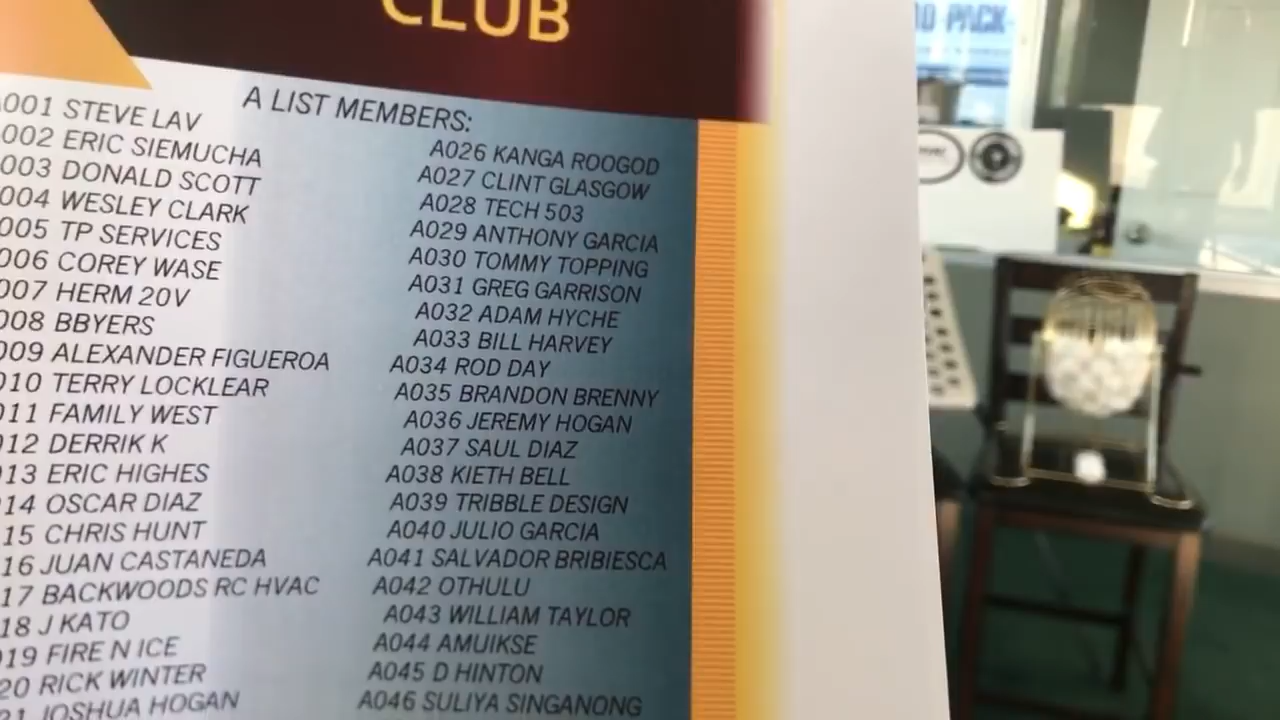 CLUB
A LIST MEMBERS:
001 STEVE LAV
002 ERIC SIEMUCHA
003 DONALD SCOTT
004 WESLEY CLARK
005 TP SERVICES
006 COREY WASE
007 HERM 20V
008 BBYERS
009 ALEXANDER FIGUEROA
010 TERRY LOCKLEAR
011 FAMILY WEST
012 DERRIK K
13 ERIC HIGHES
14 OSCAR DIAZ
15 CHRIS HUNT
16 JUAN CASTANEDA
17 BACKWOODS RC HVAC
18 J KATO
19 FIRE N ICE
20 RICK WINTER
21 JOSHUA HOGAN
A026 KANGA ROOGOD
A027 CLINT GLASGOW
A028 TECH 503
A029 ANTHONY GARCIA
A030 TOMMY TOPPING
A031 GREG GARRISON
A032 ADAM HYCHE
A033 BILL HARVEY
A034 ROD DAY
A035 BRANDON BRENNY
A036 JEREMY HOGAN
A037 SAUL DIAZ
A038 KIETH BELL
A039 TRIBBLE DESIGN
A040 JULIO GARCIA
A041 SALVADOR BRIBIESCA
A042 OTHULU
A043 WILLIAM TAYLOR
A044 AMUIKSE
A045 D HINTON
A046 SULIYA SINGANONG
PACK